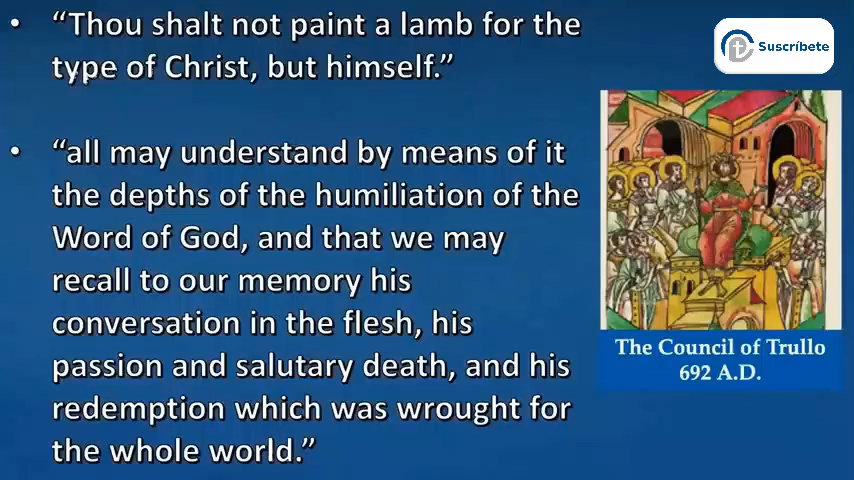 • “Thou shalt not paint a lamb for the
type of Christ, but himself.”
• “all may understand by means of it
the depths of the humiliation of the
Word of God, and that we may
recall to our memory his
conversation in the flesh, his
passion and salutary death, and his
redemption which was wrought for
the whole world.”
Suscríbete
The Council of Trullo
692 A.D.